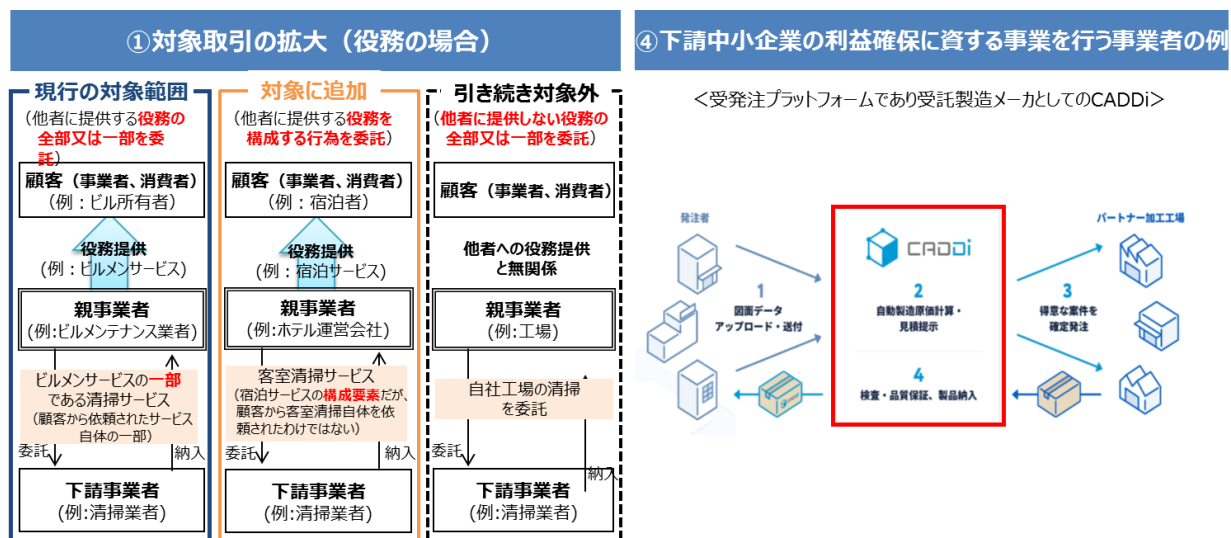 ①対象取引の拡大（役務の場合）
現行の対象範囲
(他者に提供する役務の
全部又は一部を委
託)
顧客（事業者、消費者）
(例：ビル所有者)
役務提供
(例：ビルメンサービス)
親事業者
(例:ビルメンテナンス業者)
ビルメンサービスの一部
である清掃サービス
(顧客から依頼されたサービス
自体の一部)
委託
納入
下請事業者
(例:清掃業者)
対象に追加
(他者に提供する役務を
構成する行為を委託)
顧客（事業者、消費者）
(例：宿泊者)
役務提供
(例：宿泊サービス)
親事業者
(例:ホテル運営会社)
客室清掃サービス
(宿泊サービスの構成要素だが、
顧客から客室清掃自体を依
頼されたわけではない)
委託
納入
下請事業者
(例:清掃業者)
引き続き対象外
(他者に提供しない役務の
全部又は一部を委託)
顧客（事業者、消費者）
他者への役務提供
と無関係
親事業者
(例:工場)
自社工場の清掃
を委託
委託
納入
下請事業者
(例:清掃業者)
④下請中小企業の利益確保に資する事業を行う事業者の例
＜受発注プラットフォームであり受託製造メーカとしてのCADDi＞
発注者
1
図面データ
アップロード・送付
CADDi
2
自動製造原価計算・
見積提示
4
検査・品質保証、製品納入
パートナー加工工場
3
得意な案件を
確定発注